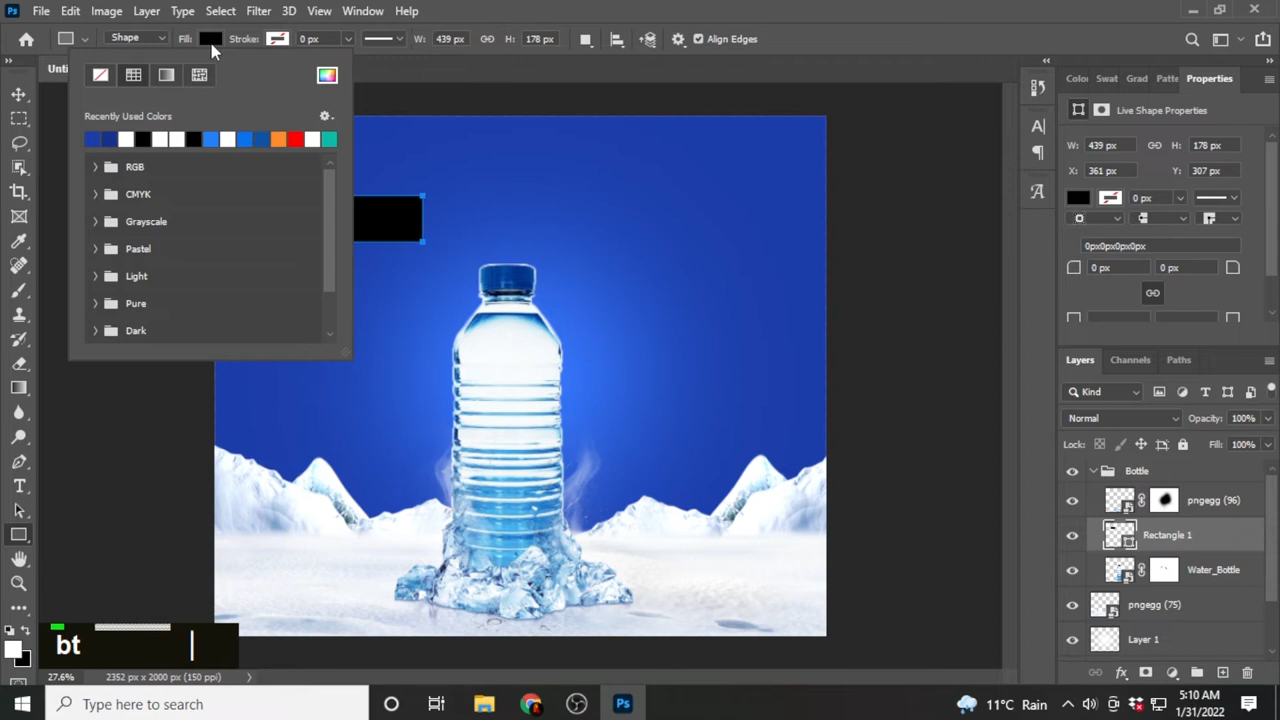 Ps File Edit Image Layer Type Select Filter 3D View Window Help
Shape Fill: Stroke: 0 px W: 439 px H: 178 px Align Edges
Colo Swat Grad Patte Properties
Live Shape Properties
Recently Used Colors
W: 439 px H: 178 px
RGB
X: 361 px Y: 307 px
CMYK
0 px
Grayscale
Pastel
0px0px0px0px
0 px 0 px
Light
Pure
Dark
Layers Channels Paths
Kind
Normal Opacity: 100%
Lock: Fill: 100%
Bottle
pngegg (96)
Rectangle 1
Water_Bottle
pngegg (75)
Layer 1
bt
27.6% 2352 px x 2000 px (150 ppi)
Type here to search
Ps
11°C Rain
5:10 AM
1/31/2022